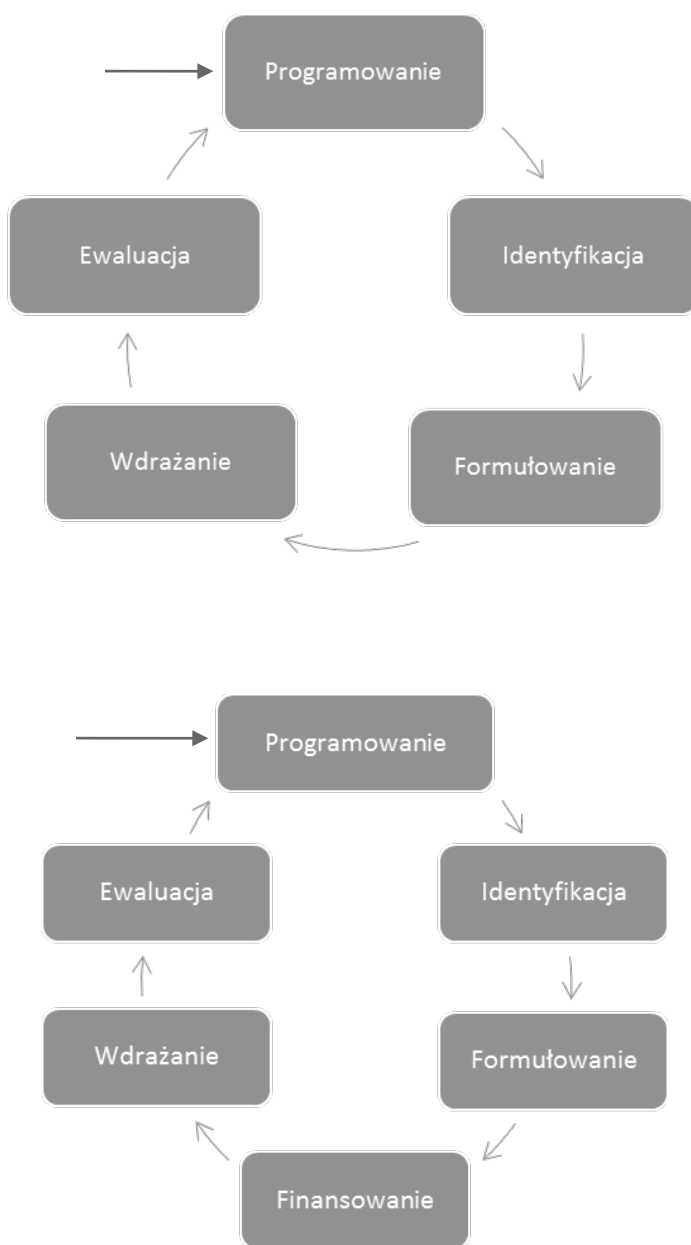 Programowanie
Ewaluacja
Identyfikacja
Wdrażanie
Formułowanie
Programowanie
Ewaluacja
Identyfikacja
Wdrażanie
Formułowanie
Finansowanie